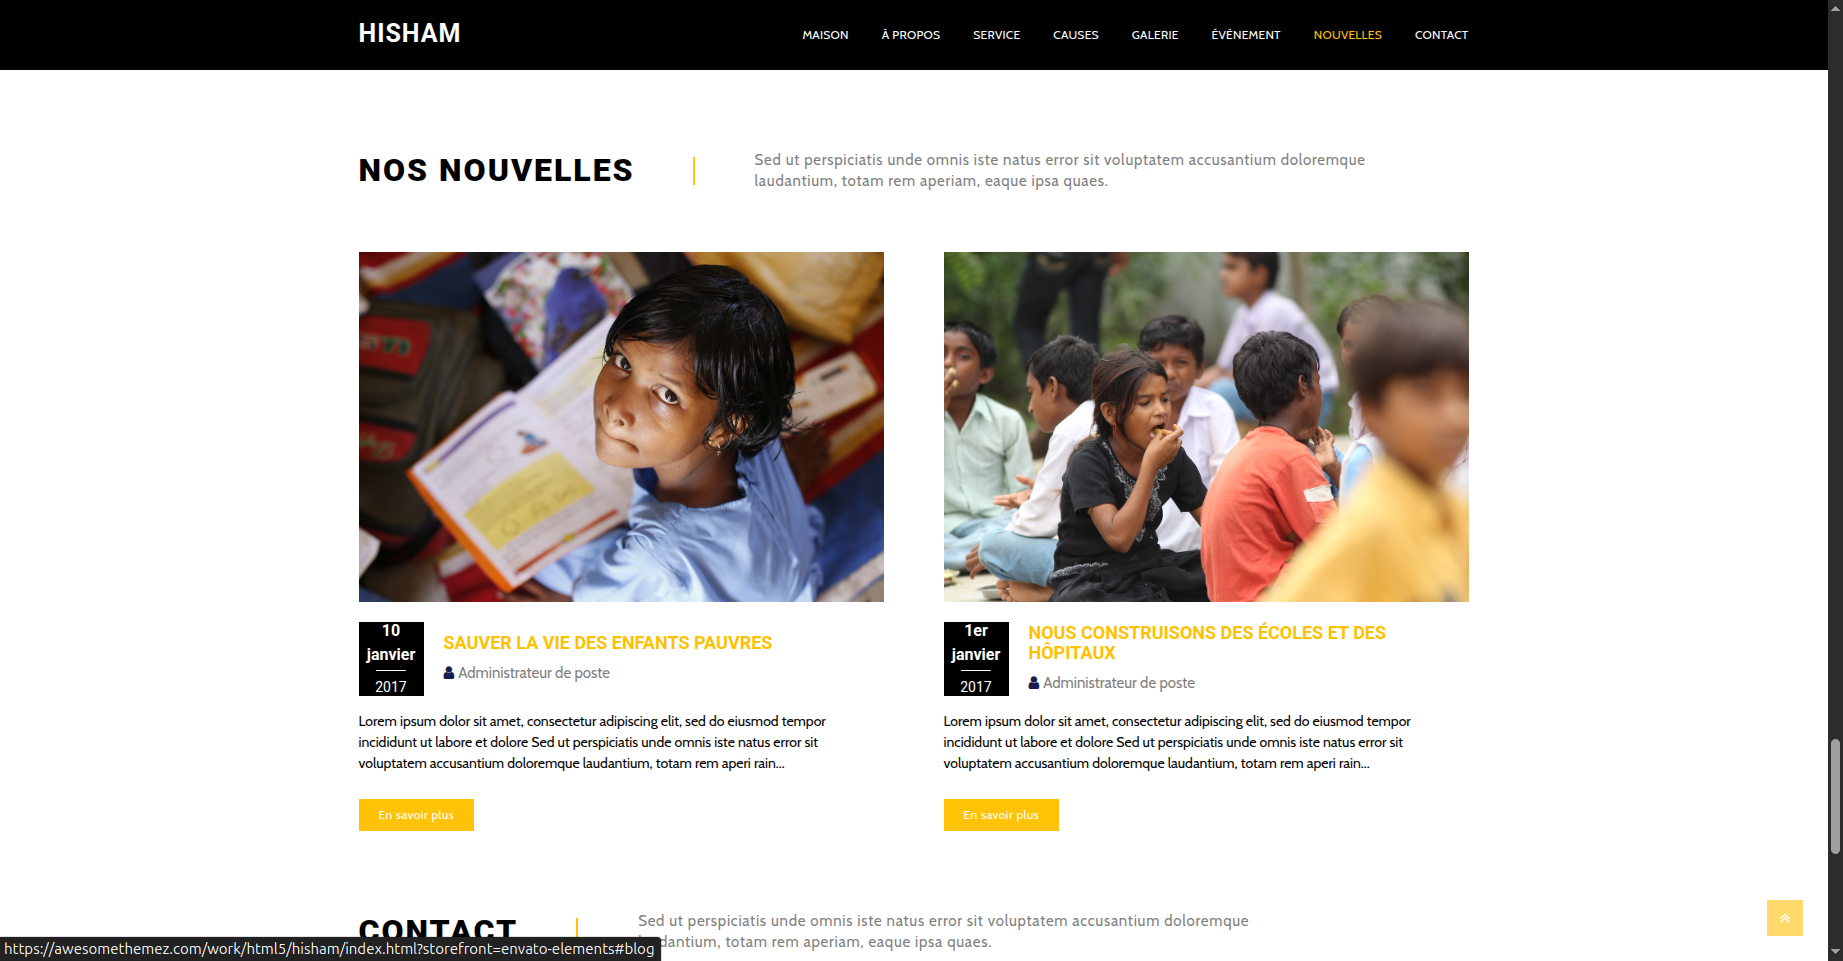 HISHAM
MAISON À PROPOS SERVICE CAUSES GALERIE ÉVÉNEMENT NOUVELLES CONTACT
NOS NOUVELLES
Sed ut perspiciatis unde omnis iste natus error sit voluptatem accusantium doloremque
laudantium, totam rem aperiam, eaque ipsa quaes.
10
janvier
2017
SAUVER LA VIE DES ENFANTS PAUVRES
Administrateur de poste
Lorem ipsum dolor sit amet, consectetur adipiscing elit, sed do eiusmod tempor
incididunt ut labore et dolore Sed ut perspiciatis unde omnis iste natus error sit
voluptatem accusantium doloremque laudantium, totam rem aperi rain...
En savoir plus
1er
janvier
2017
NOUS CONSTRUISONS DES ÉCOLES ET DES
HÔPITAUX
Administrateur de poste
Lorem ipsum dolor sit amet, consectetur adipiscing elit, sed do eiusmod tempor
incididunt ut labore et dolore Sed ut perspiciatis unde omnis iste natus error sit
voluptatem accusantium doloremque laudantium, totam rem aperi rain...
En savoir plus
CONTACT
Sed ut perspiciatis unde omnis iste natus error sit voluptatem accusantium doloremque
dantium, totam rem aperiam, eaque ipsa quaes.
https://awesomethemez.com/work/html5/hisham/index.html?storefront=envato-elements#blog